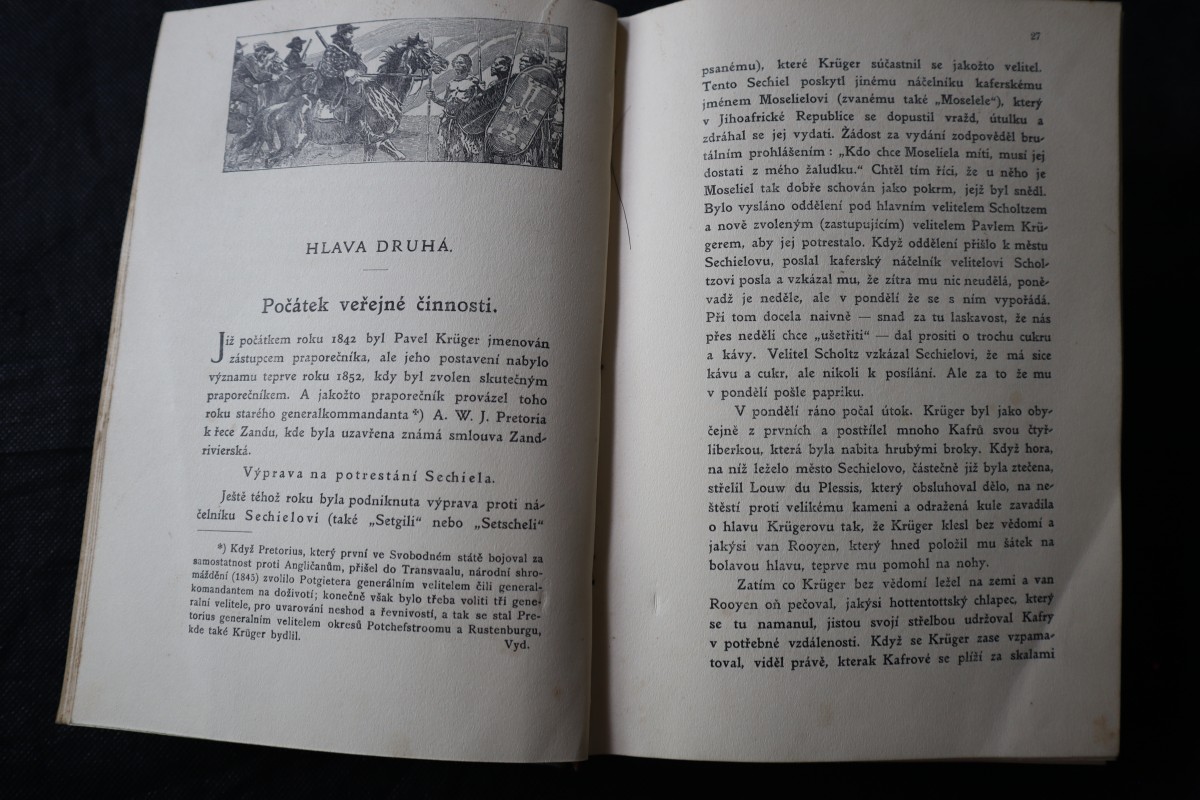 HLAVA DRUHÁ.
Počátek veřejné činnosti.
Již počátkem roku 1842 byl Pavel Krüger jmenován
zástupcem praporečníka, ale jeho postavení nabylo
významu teprve roku 1852, kdy byl zvolen skutečným
praporečníkem. A jakožto praporečník provázel toho
roku starého generalkommandanta *) A. W. J. Pretoria
k řece Zandu, kde byla uzavřena známá smlouva Zand-
rivierská.
Výprava na potrestání Sechiela.
Ještě téhož roku byla podniknuta výprava proti ná-
čelníku Sechielovi (také „Setgili“ nebo „Setscheli“
*) Když Pretorius, který první ve Svobodném státě bojoval za
samostatnost proti Angličanům, přišel do Transvaalu, národní shro-
máždění (1845) zvolilo Potgietera generálním velitelem čili general-
komandantem na doživotí; konečně však bylo třeba voliti tři gene-
ralní velitele, pro uvarování neshod a řevnivostí, a tak se stal Pre-
torius generalním velitelem okresů Potchefstroomu a Rustenburgu,
kde také Krüger bydlil.
Vyd.
27
psanému), které Krüger súčastnil se jakožto velitel.
Tento Sechiel poskytl jinému náčelníku kaferskému
jménem Moselielovi (zvanému také „Moselele“), který
v Jihoafrické Republice se dopustil vražd, útulku a
zdráhal se jej vydati. Žádost za vydání zodpověděl bru-
tálním prohlášením : „Kdo chce Moseliela míti, musí jej
dostati z mého žaludku.“ Chtěl tím říci, že u něho je
Moseliel tak dobře schován jako pokrm, jejž byl snědl.
Bylo vysláno oddělení pod hlavním velitelem Scholtzem
a nově zvoleným (zastupujícím) velitelem Pavlem Krü-
gerem, aby jej potrestalo. Když oddělení přišlo k městu
Sechielovu, poslal kaferský náčelník velitelovi Schol-
tzovi posla a vzkázal mu, že zítra mu nic neudělá, poně-
vadž je neděle, ale v pondělí že se s ním vypořádá.
Při tom docela naivně — snad za tu laskavost, že nás
přes neděli chce „ušetřiti“ — dal prositi o trochu cukru
a kávy. Velitel Scholtz vzkázal Sechielovi, že má sice
kávu a cukr, ale nikoli k posílání. Ale za to že mu
v pondělí pošle papriku.
V pondělí ráno počal útok. Krüger byl jako oby-
čejně z prvních a postřílel mnoho Kafrů svou čtyř-
liberkou, která byla nabita hrubými broky. Když hora,
na níž leželo město Sechielovo, částečně již byla ztečena,
střelil Louw du Plessis, který obsluhoval dělo, na ne-
štěstí proti velikému kameni a odražená kule zavadila
o hlavu Krügerovu tak, že Krüger klesl bez vědomí a
jakýsi van Rooyen, který hned položil mu šátek na
bolavou hlavu, teprve mu pomohl na nohy.
Zatím co Krüger bez vědomí ležel na zemi a van
Rooyen oň pečoval, jakýsi hottentottský chlapec, který
se tu namanul, jistou svojí střelbou udržoval Kafry
v potřebné vzdálenosti. Když se Krüger zase vzpama-
toval, viděl právě, kterak Kafrové se plíží za skalami